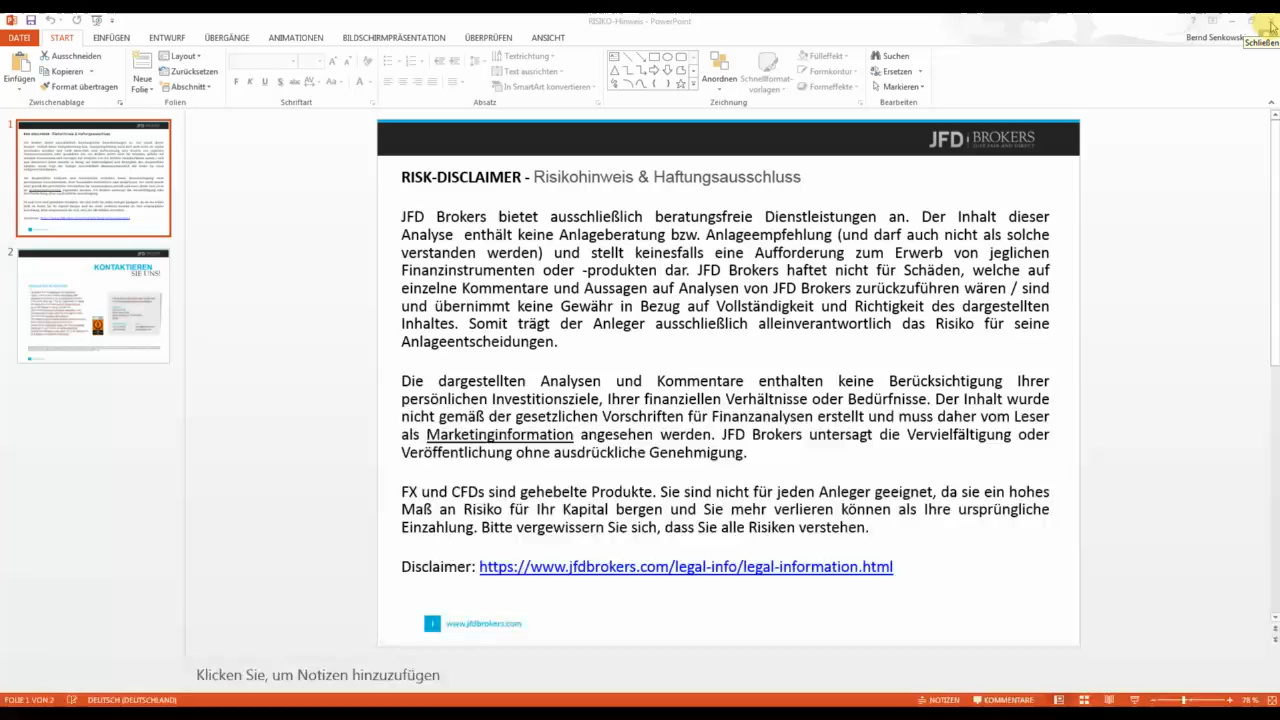 RISIKO-Hinweis - PowerPoint
DATEI START EINFÜGEN ENTWURF ÜBERGÄNGE ANIMATIONEN BILDSCHIRMPRÄSENTATION ÜBERPRÜFEN ANSICHT
Bernd Senkowsk
Schließen
Einfügen
Ausschneiden
Kopieren
Format übertragen
Zwischenablage
Neue
Folie
Layout
Zurücksetzen
Abschnitt
Folien
F K U S abc AV Aa A
Schriftart
Textrichtung
Text ausrichten
In SmartArt konvertieren
Absatz
Anordnen
Schnellformat-
vorlagen
Fülleffekt
Formkontur
Formeffekte
Zeichnung
Suchen
Ersetzen
Markieren
Bearbeiten
1
2
KONTAKTIEREN
SIE UNS!
JFD BROKERS
RISK-DISCLAIMER - Risikohinweis & Haftungsausschluss
JFD Brokers bietet ausschließlich beratungsfreie Dienstleistungen an. Der Inhalt dieser
Analyse enthält keine Anlageberatung bzw. Anlageempfehlung (und darf auch nicht als solche
verstanden werden) und stellt keinesfalls eine Aufforderung zum Erwerb von jeglichen
Finanzinstrumenten oder -produkten dar. JFD Brokers haftet nicht für Schäden, welche auf
einzelne Kommentare und Aussagen auf Analysen von JFD Brokers zurückzuführen wären / sind
und übernimmt keine Gewähr in Bezug auf Vollständigkeit und Richtigkeit des dargestellten
Inhaltes. Somit trägt der Anleger ausschließlich alleinverantwortlich das Risiko für seine
Anlageentscheidungen.
Die dargestellten Analysen und Kommentare enthalten keine Berücksichtigung Ihrer
persönlichen Investitionsziele, Ihrer finanziellen Verhältnisse oder Bedürfnisse. Der Inhalt wurde
nicht gemäß der gesetzlichen Vorschriften für Finanzanalysen erstellt und muss daher vom Leser
als Marketinginformation angesehen werden. JFD Brokers untersagt die Vervielfältigung oder
Veröffentlichung ohne ausdrückliche Genehmigung.
FX und CFDs sind gehebelte Produkte. Sie sind nicht für jeden Anleger geeignet, da sie ein hohes
Maß an Risiko für Ihr Kapital bergen und Sie mehr verlieren können als Ihre ursprüngliche
Einzahlung. Bitte vergewissern Sie sich, dass Sie alle Risiken verstehen.
Disclaimer: https://www.jfdbrokers.com/legal-info/legal-information.html
www.jfdbrokers.com
Klicken Sie, um Notizen hinzuzufügen
FOLIE 1 VON 2 DEUTSCH (DEUTSCHLAND) NOTIZEN KOMMENTARE 78 %